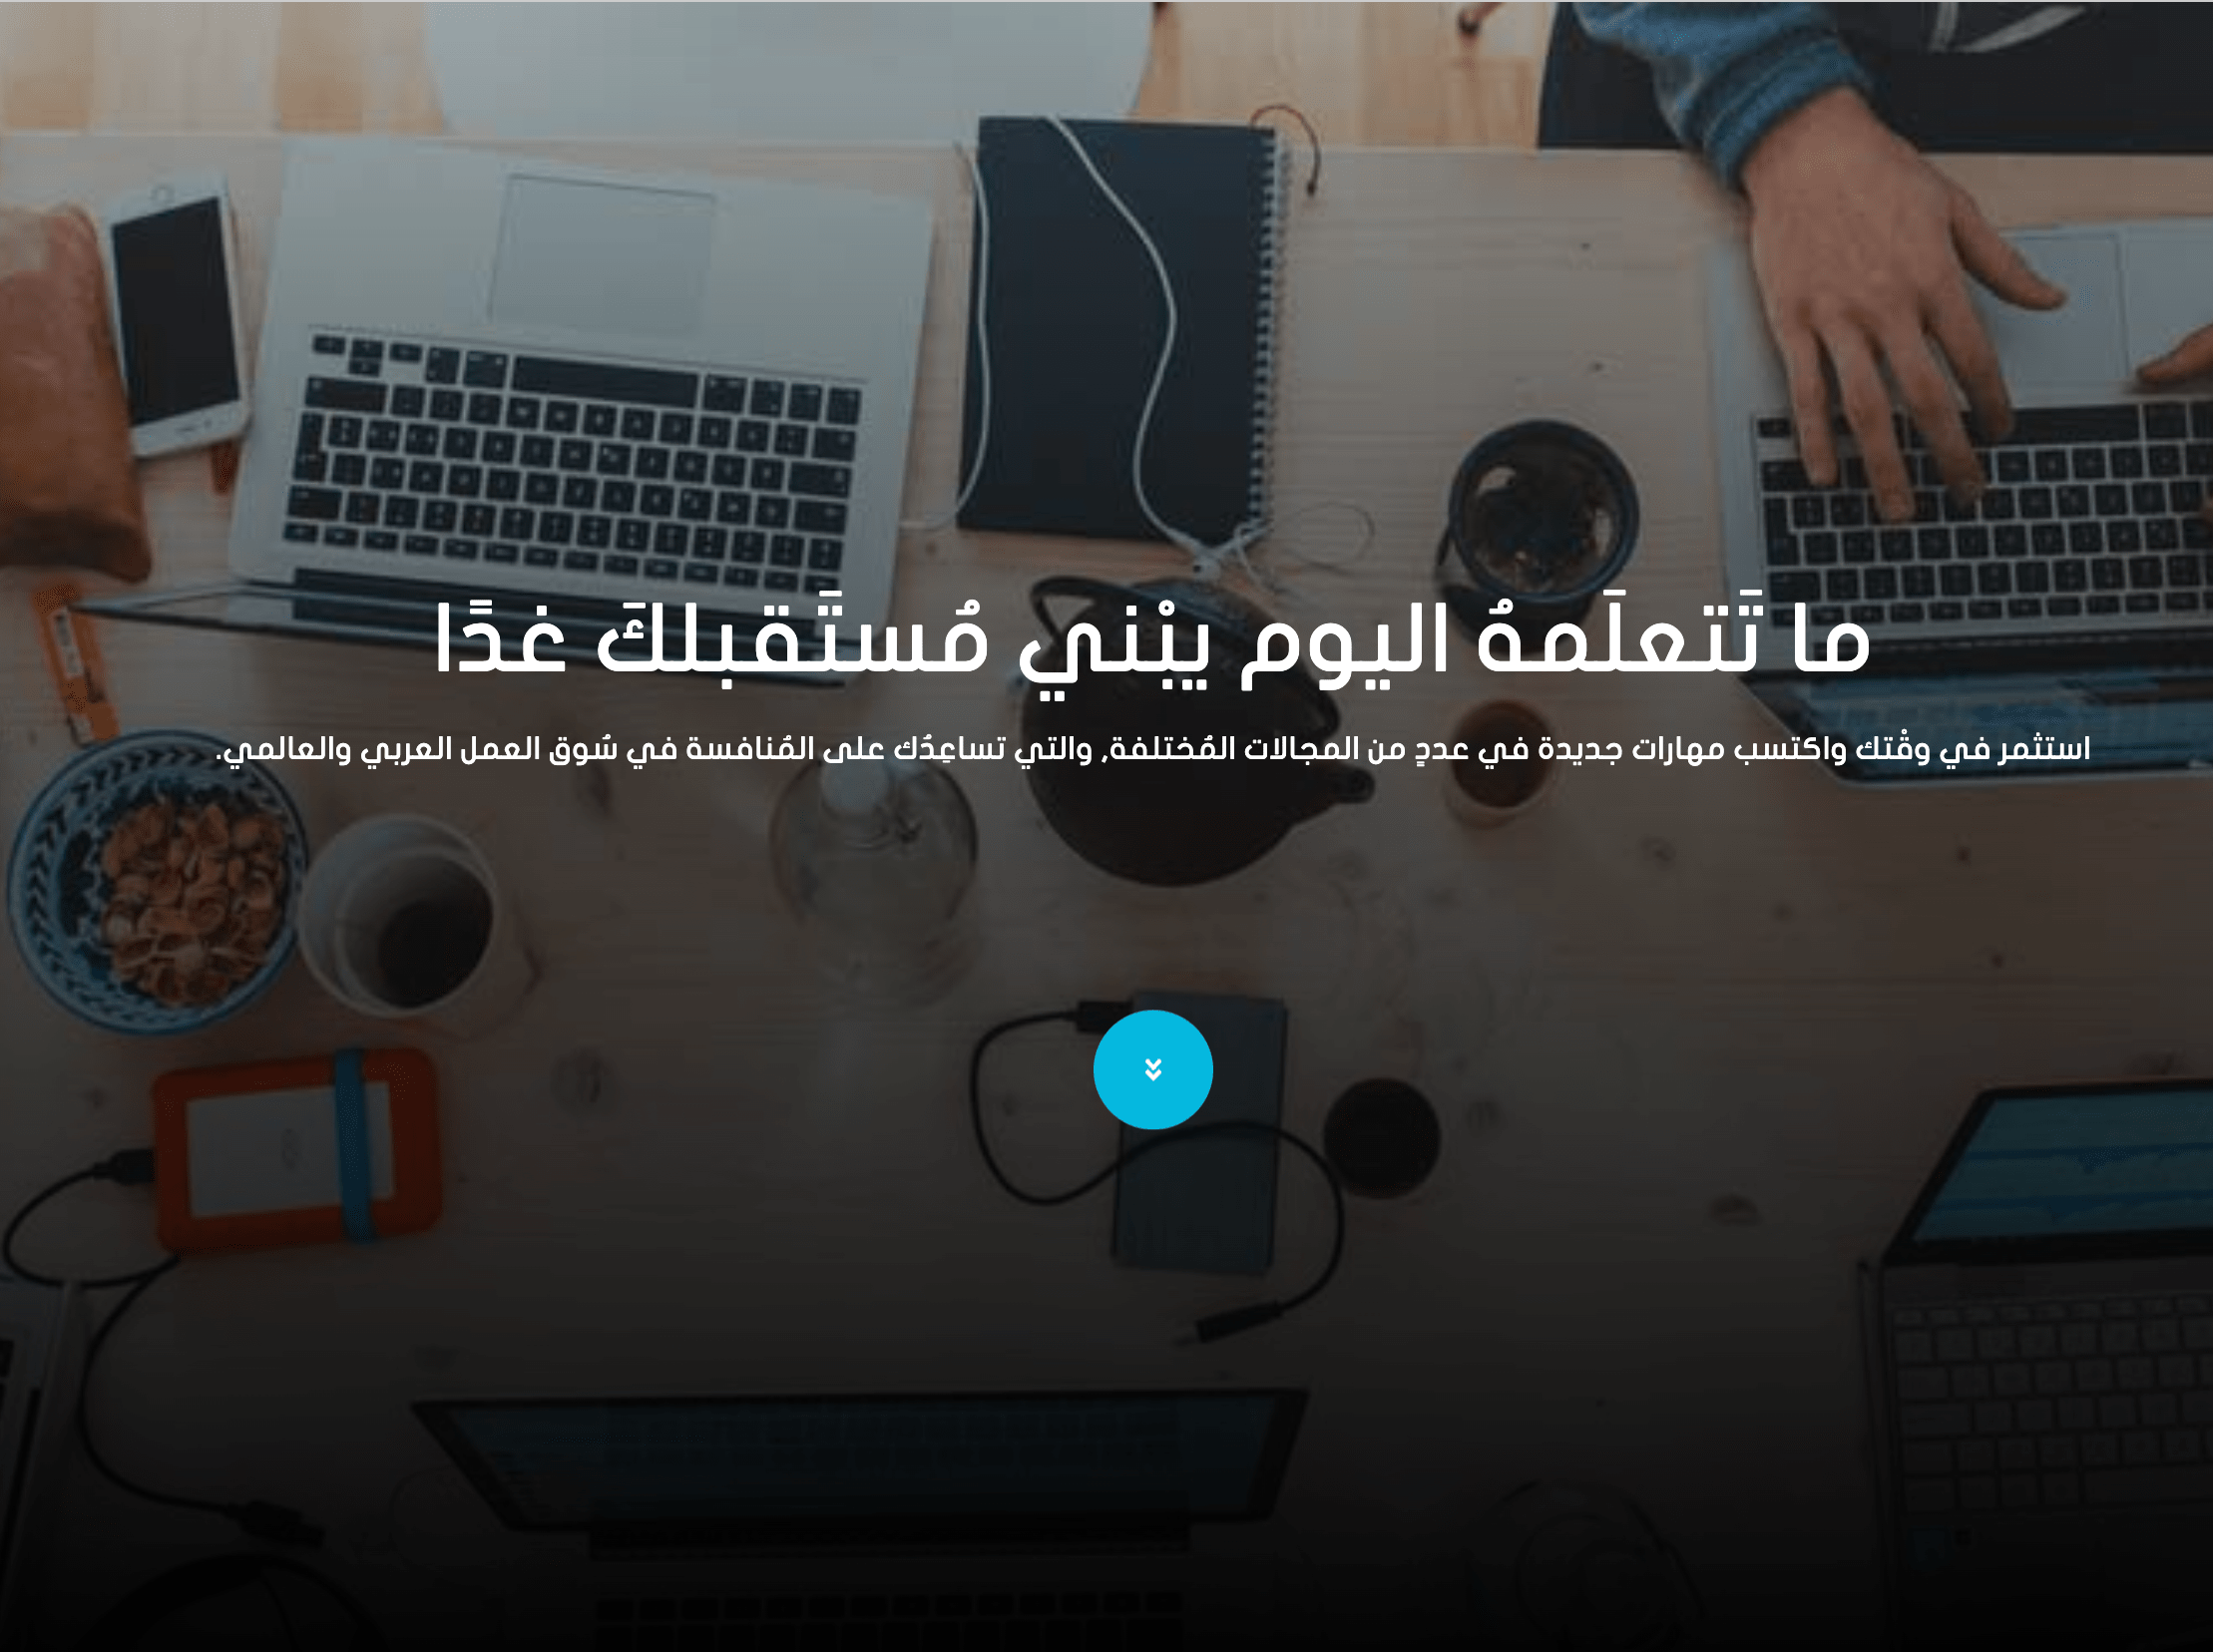 ما تَتعلَمهُ اليوم يبْني مُستَقبلكَ غدًا
استثمر في وقْتك واكتسب مهارات جديدة في عددٍ من المجالات المُختلفة, والتي تساعِدُك على المُنافسة في سُوق العمل العربي والعالمي.